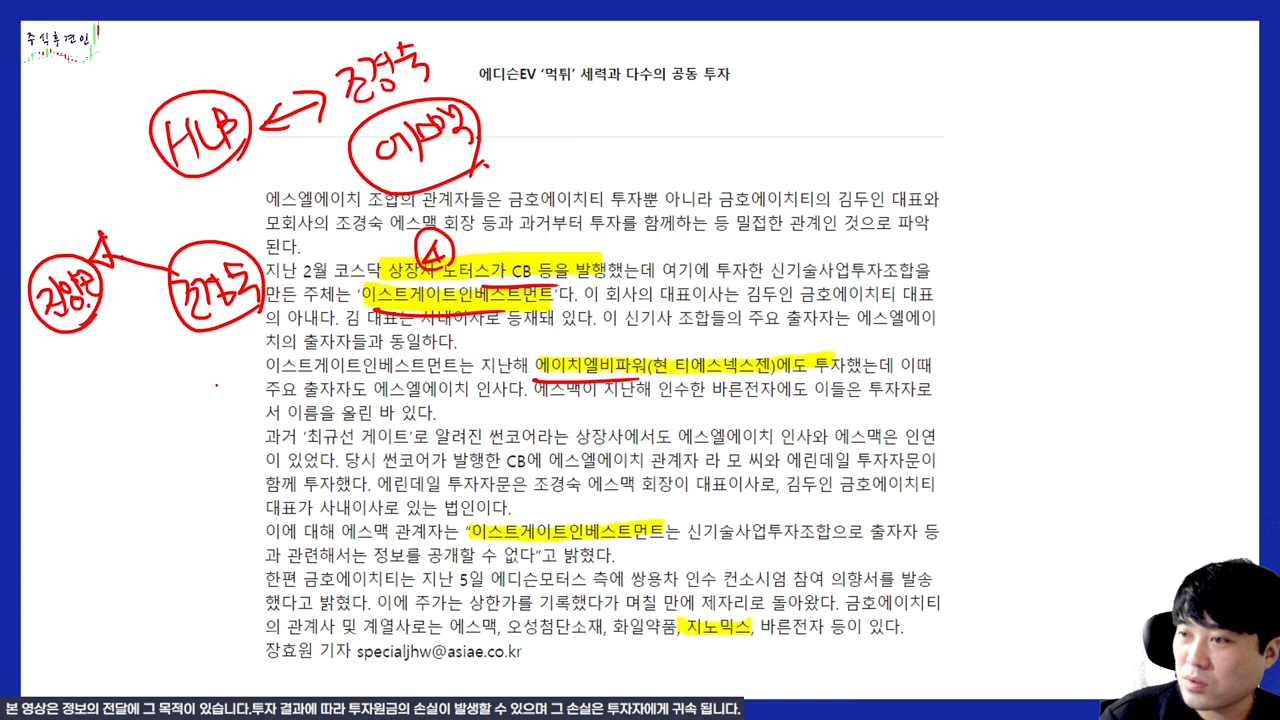 주식후견인
에디슨EV '먹튀' 세력과 다수의 공동 투자
조경숙
HLB
에스맥
에스엘에이치 조합의 관계자들은 금호에이치티 투자뿐 아니라 금호에이치티의 김두인 대표와
모회사의 조경숙 에스맥 회장 등과 과거부터 투자를 함께하는 등 밀접한 관계인 것으로 파악
된다.
지난 2월 코스닥 상장사 도터스가 CB 등을 발행했는데 여기에 투자한 신기술사업투자조합을
만든 주체는 '이스트게이트인베스트먼트'다. 이 회사의 대표이사는 김두인 금호에이치티 대표
의 아내다. 김 대표는 사내이사로 등재돼 있다. 이 신기사 조합들의 주요 출자자는 에스엘에이
치의 출자자들과 동일하다.
조경숙
이스트게이트인베스트먼트는 지난해 에이치엘비파워(현 티에스넥스젠)에도 투자했는데 이때
주요 출자자도 에스엘에이치 인사다. 에스맥이 지난해 인수한 바른전자에도 이들은 투자자로
서 이름을 올린 바 있다.
과거 '최규선 게이트'로 알려진 썬코어라는 상장사에서도 에스엘에이치 인사와 에스맥은 인연
이 있었다. 당시 썬코어가 발행한 CB에 에스엘에이치 관계자 라 모 씨와 에린데일 투자자문이
함께 투자했다. 에린데일 투자자문은 조경숙 에스맥 회장이 대표이사로, 김두인 금호에이치티
대표가 사내이사로 있는 법인이다.
이에 대해 에스맥 관계자는 "이스트게이트인베스트먼트는 신기술사업투자조합으로 출자자 등
과 관련해서는 정보를 공개할 수 없다"고 밝혔다.
한편 금호에이치티는 지난 5일 에디슨모터스 측에 쌍용차 인수 컨소시엄 참여 의향서를 발송
했다고 밝혔다. 이에 주가는 상한가를 기록했다가 며칠 만에 제자리로 돌아왔다. 금호에이치티
의 관계사 및 계열사로는 에스맥, 오성첨단소재, 화일약품, 지노믹스, 바른전자 등이 있다.
장효원 기자 specialjhw@asiae.co.kr
본 영상은 정보의 전달에 그 목적이 있습니다.투자 결과에 따라 투자원금의 손실이 발생할 수 있으며 그 손실은 투자자에게 귀속 됩니다.